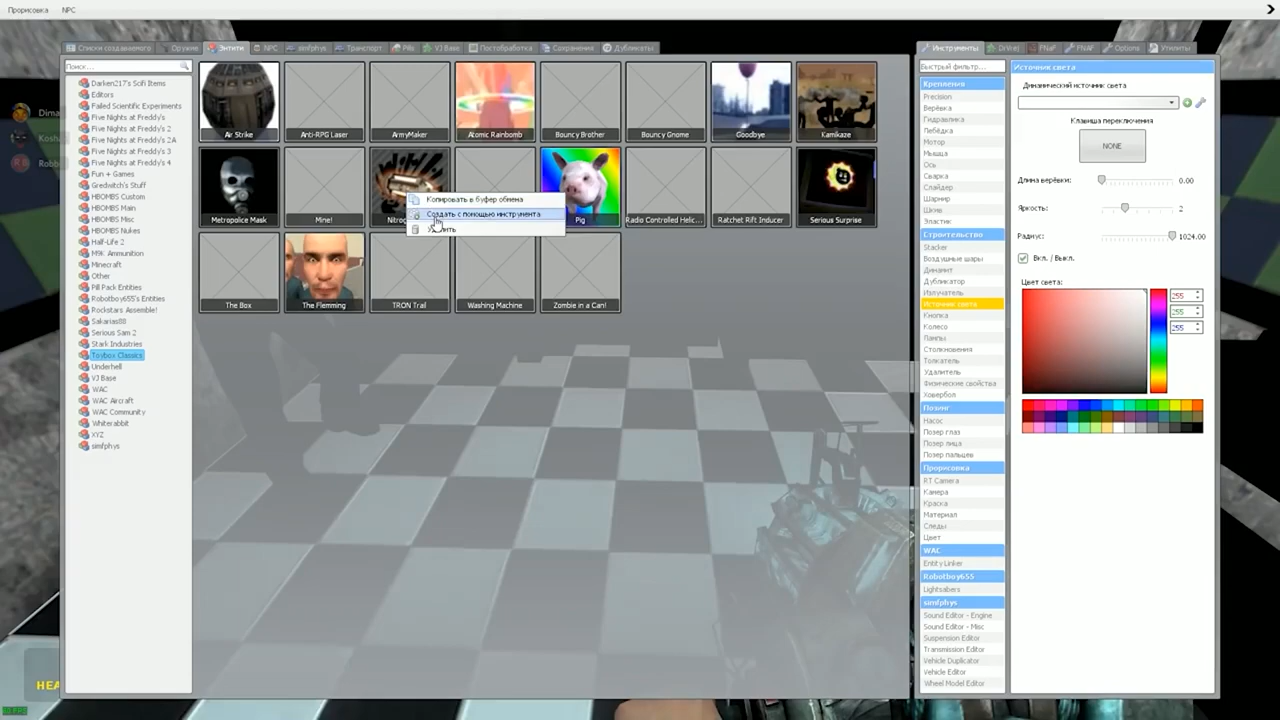 Прорисовка NPC
Списки создаваемого Оружие Энтити NPC simfphys Транспорт Pills VJ Base Постобработка Сохранения Дубликаты
Поиск...
Darken217's Scifi Items
Editors
Failed Scientific Experiments
Five Nights at Freddy's
Five Nights at Freddy's 2
Five Nights at Freddy's 2A
Five Nights at Freddy's 3
Five Nights at Freddy's 4
Fun + Games
Gredwitch's Stuff
HBOMBS Custom
HBOMBS Main
HBOMBS Misc
HBOMBS Nukes
Half-Life 2
M9K Ammunition
Minecraft
Other
Pill Pack Entities
Robotboy655's Entities
Rockstars Assemble!
Sakarias88
Serious Sam 2
Stark Industries
Toybox Classics
Underhell
VJ Base
WAC
WAC Aircraft
WAC Community
Whiterabbit
XYZ
simfphys
Air Strike Anti-RPG Laser ArmyMaker Atomic Rainbomb Bouncy Brother Bouncy Gnome Goodbye Kamikaze
Metropolice Mask Mine! Pig Radio Controlled Helic... Ratchet Rift Inducer Serious Surprise
The Box The Flemming TRON Trail Washing Machine Zombie in a Can!
Копировать в буфер обмена
Создать с помощью инструмента
Инструменты FNaF FNAF Options Утилиты
Быстрый фильтр...
Крепления
Precision
Верёвка
Гидравлика
Лебёдка
Мотор
Мышца
Ось
Сварка
Слайдер
Шарнир
Шкив
Эластик
Строительство
Stacker
Воздушные шары
Динамит
Дубликатор
Излучатель
Источник света
Кнопка
Колесо
Лампы
Столкновения
Толкатель
Удалитель
Физические свойства
Ховербол
Позинг
Насос
Позер глаз
Позер лица
Позер пальцев
Прорисовка
RT Camera
Камера
Краска
Материал
Следы
Цвет
WAC
Entity Linker
Robotboy655
Lightsabers
simfphys
Sound Editor - Engine
Sound Editor - Misc
Suspension Editor
Transmission Editor
Vehicle Duplicator
Vehicle Editor
Wheel Model Editor
Источник света
Динамический источник света
Клавиша переключения
NONE
Длина верёвки: 0.00
Яркость: 2
Радиус: 1024.00
Вкл. / Выкл.
Цвет света:
255
255
255
Dima
Kosh
Robb
HEA